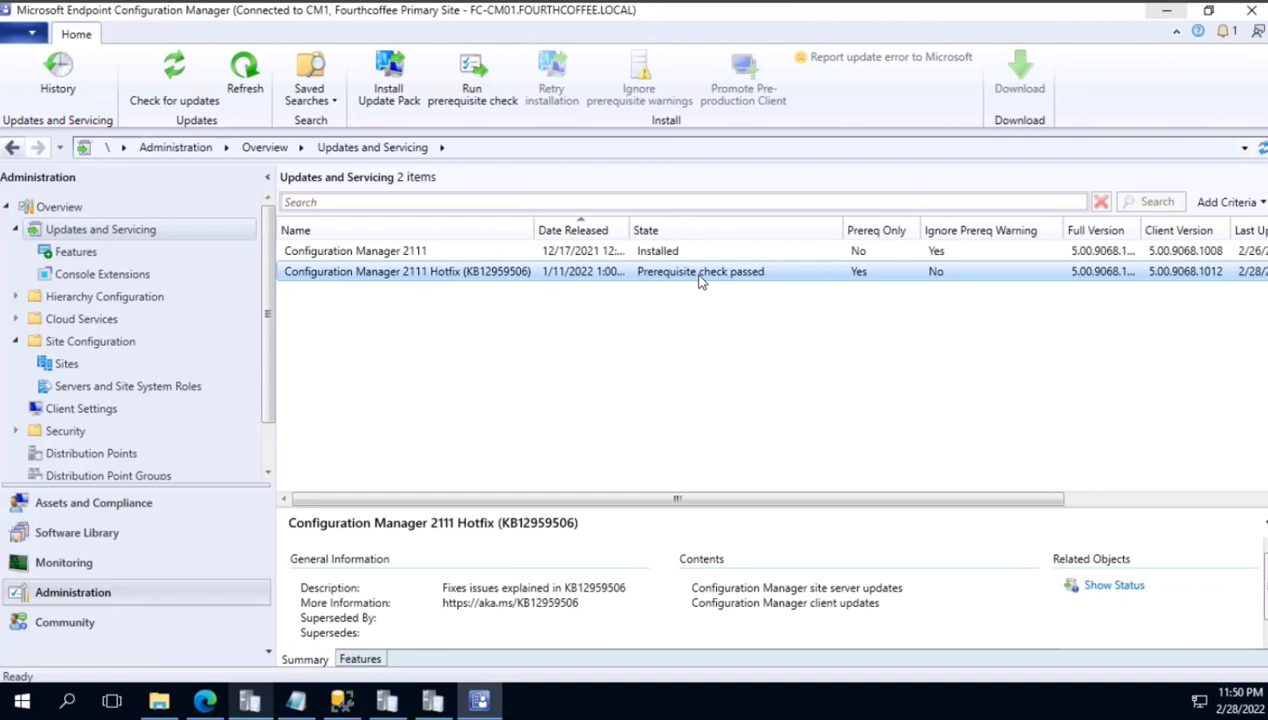 Microsoft Endpoint Configuration Manager (Connected to CM1, Fourthcoffee Primary Site - FC-CM01.FOURTHCOFFEE.LOCAL)
Home
1
History
Check for updates
Refresh
Saved Searches
Install Update Pack
Run prerequisite check
Retry installation
Ignore prerequisite warnings
Promote Pre-production Client
Report update error to Microsoft
Download
Updates and Servicing
Updates
Search
Install
Download
\ Administration Overview Updates and Servicing
Administration
Overview
Updates and Servicing
Features
Console Extensions
Hierarchy Configuration
Cloud Services
Site Configuration
Sites
Servers and Site System Roles
Client Settings
Security
Distribution Points
Distribution Point Groups
Assets and Compliance
Software Library
Monitoring
Administration
Community
Updates and Servicing 2 items
Search Search Add Criteria
Name Date Released State Prereq Only Ignore Prereq Warning Full Version Client Version Last Up
Configuration Manager 2111 12/17/2021 12:... Installed No Yes 5.00.9068.1... 5.00.9068.1008 2/26/2
Configuration Manager 2111 Hotfix (KB12959506) 1/11/2022 1:00... Prerequisite check passed Yes No 5.00.9068.1... 5.00.9068.1012 2/28/2
Configuration Manager 2111 Hotfix (KB12959506)
General Information
Description: Fixes issues explained in KB12959506
More Information: https://aka.ms/KB12959506
Superseded By:
Supersedes:
Contents
Configuration Manager site server updates
Configuration Manager client updates
Related Objects
Show Status
Summary Features
Ready
11:50 PM
2/28/2022